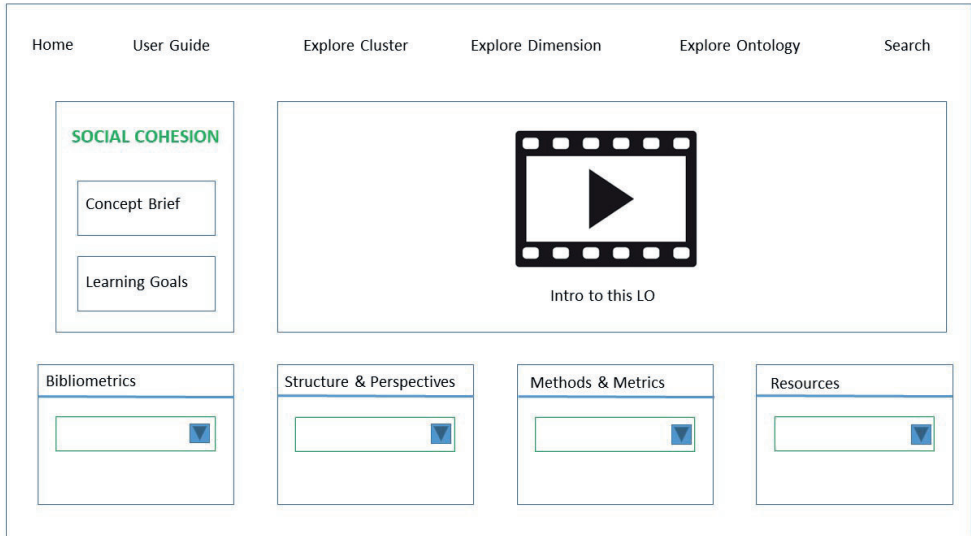 Home User Guide Explore Cluster Explore Dimension Explore Ontology Search
SOCIAL COHESION
Concept Brief
Learning Goals
Intro to this LO
Bibliometrics
Structure & Perspectives
Methods & Metrics
Resources